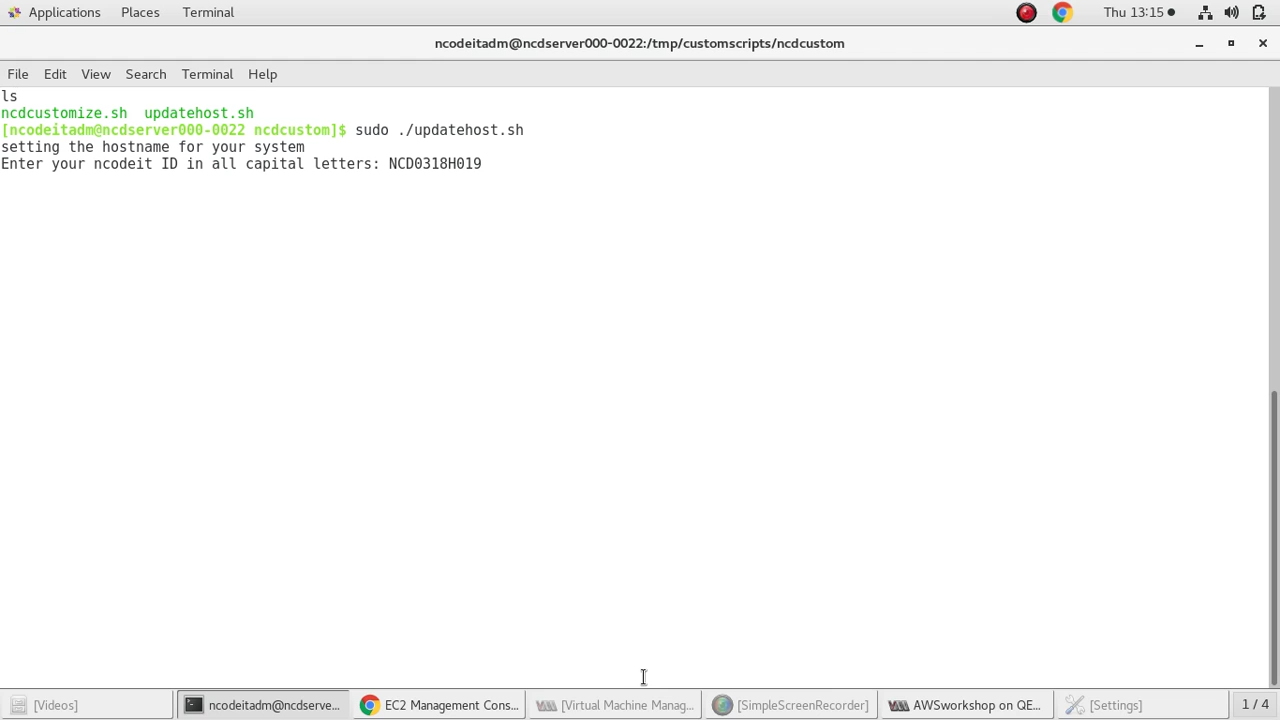 Applications Places Terminal Thu 13:15
ncodeitadm@ncdserver000-0022:/tmp/customscripts/ncdcustom
File Edit View Search Terminal Help
ls
ncdcustomize.sh updatehost.sh
[ncodeitadm@ncdserver000-0022 ncdcustom]$ sudo ./updatehost.sh
setting the hostname for your system
Enter your ncodeit ID in all capital letters: NCD0318H019
[Videos] ncodeitadm@ncdserve... EC2 Management Cons... [Virtual Machine Manag... [SimpleScreenRecorder] AWSworkshop on QE... [Settings] 1 / 4